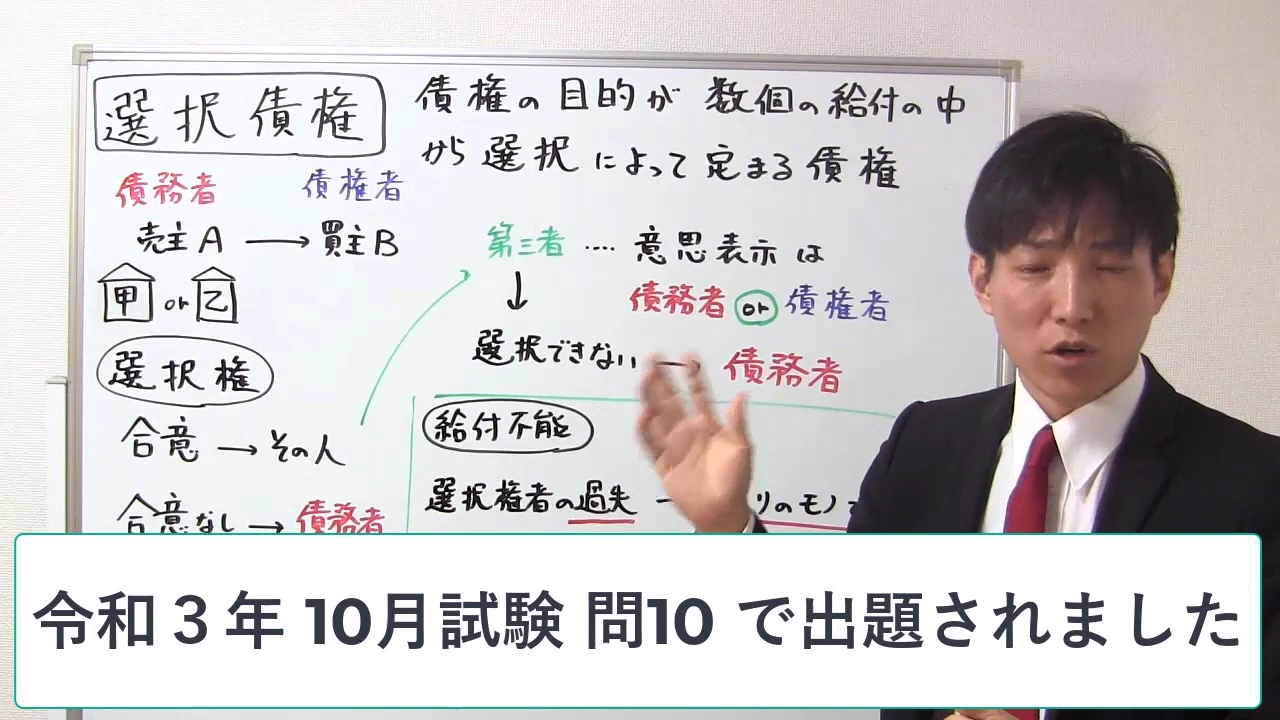 選択債権
債権の目的が 数個の給付の中
から選択によって定まる債権
債務者 債権者
売主A → 買主B
甲 or 乙
選択権
合意 → その人
合意なし → 債務者
第三者 ‥‥ 意思表示は
債務者 or 債権者
↓
選択できない → 債務者
給付不能
選択権者の過失
りのモノ
令和３年 10月試験 問10 で出題されました